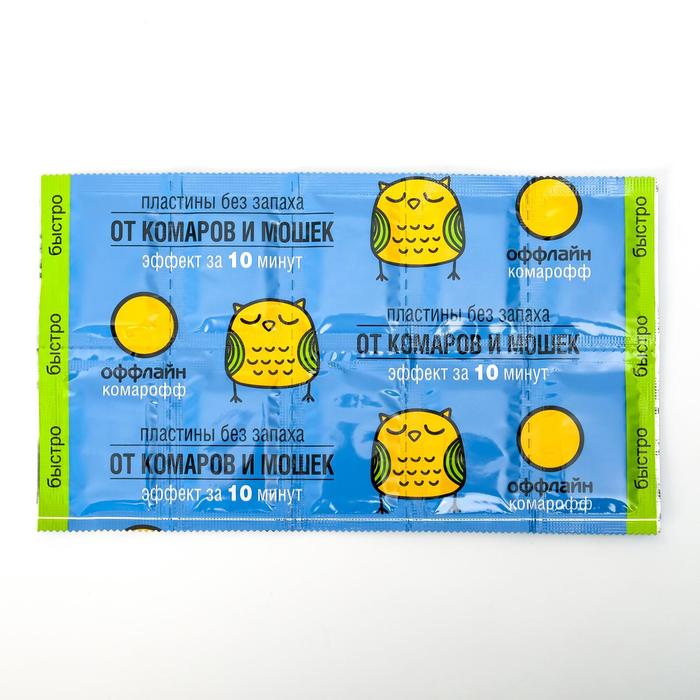 быстро
пластины без запаха
ОТ КОМАРОВ И МОШЕК
эффект за 10 минут
оффлайн
комарофф
быстро
быстро
оффлайн
комарофф
пластины без запаха
ОТ КОМАРОВ И МОШЕК
эффект за 10 минут
быстро
быстро
пластины без запаха
ОТ КОМАРОВ И МОШЕК
эффект за 10 минут
оффлайн
комарофф
быстро